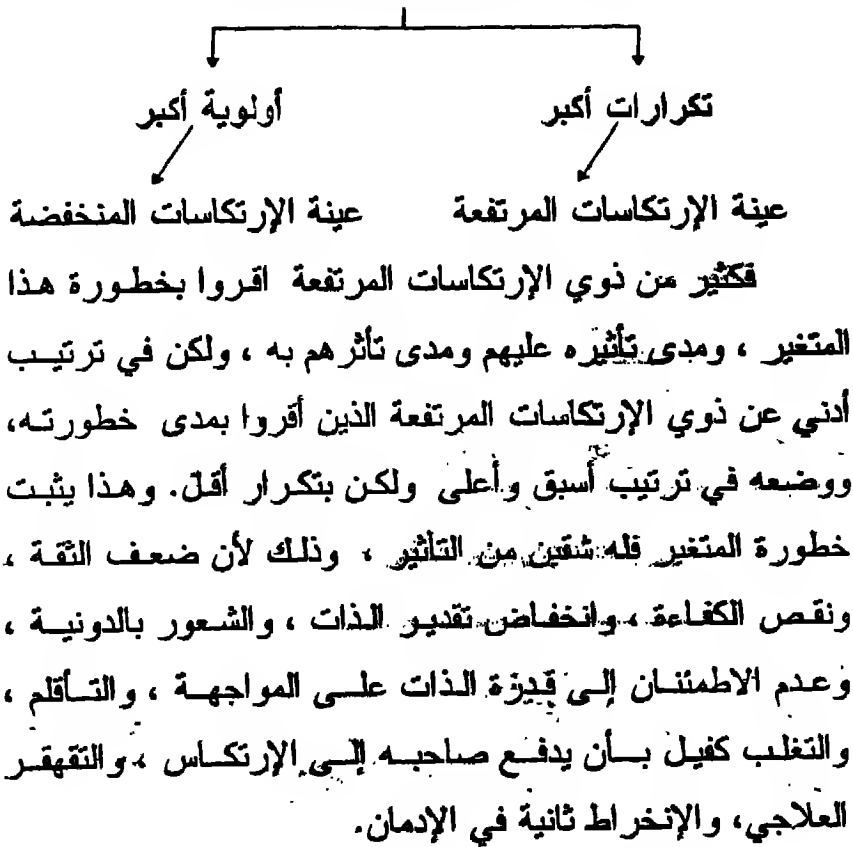 تكرارات أكبر أولوية أكبر
عينة الإرتكاسات المرتفعة عينة الإرتكاسات المنخفضة
فكثير من ذوي الإرتكاسات المرتفعة اقروا بخطورة هذا
المتغير ، ومدى تأثيره عليهم ومدى تأثرهم به ، ولكن في ترتيب
أدني عن ذوي الإرتكاسات المرتفعة الذين أقروا بمدى خطورته،
ووضعه في ترتيب أسبق وأعلى ولكن بتكرار أقل. وهذا يثبت
خطورة المتغير فله شقين من التأثير ، وذلك لأن ضعف الثقة ،
ونقص الكفاءة ، وانخفاض تقدير الذات ، والشعور بالدونية ،
وعدم الاطمئنان إلى قدرة الذات على المواجهة ، والتأقلم ،
والتغلب كفيل بأن يدفع صاحبه إلى الإرتكاس ، والتقهقر
العلاجي، والإنخراط ثانية في الإدمان.